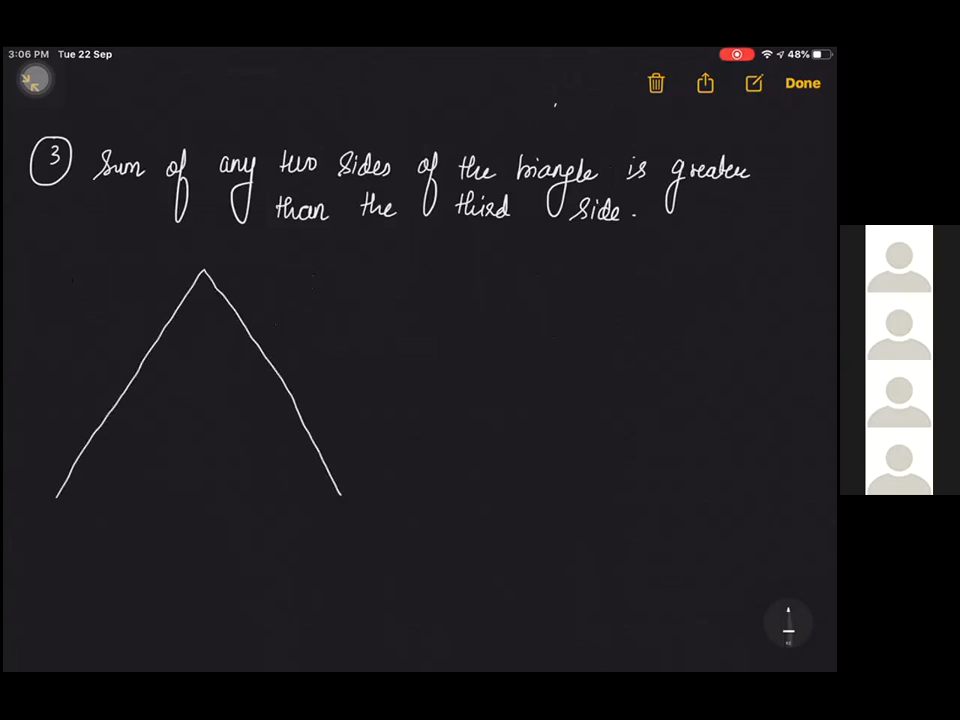 3:06 PM Tue 22 Sep
48%
Done
3 Sum of any two sides of the triangle is greater
than the third side.